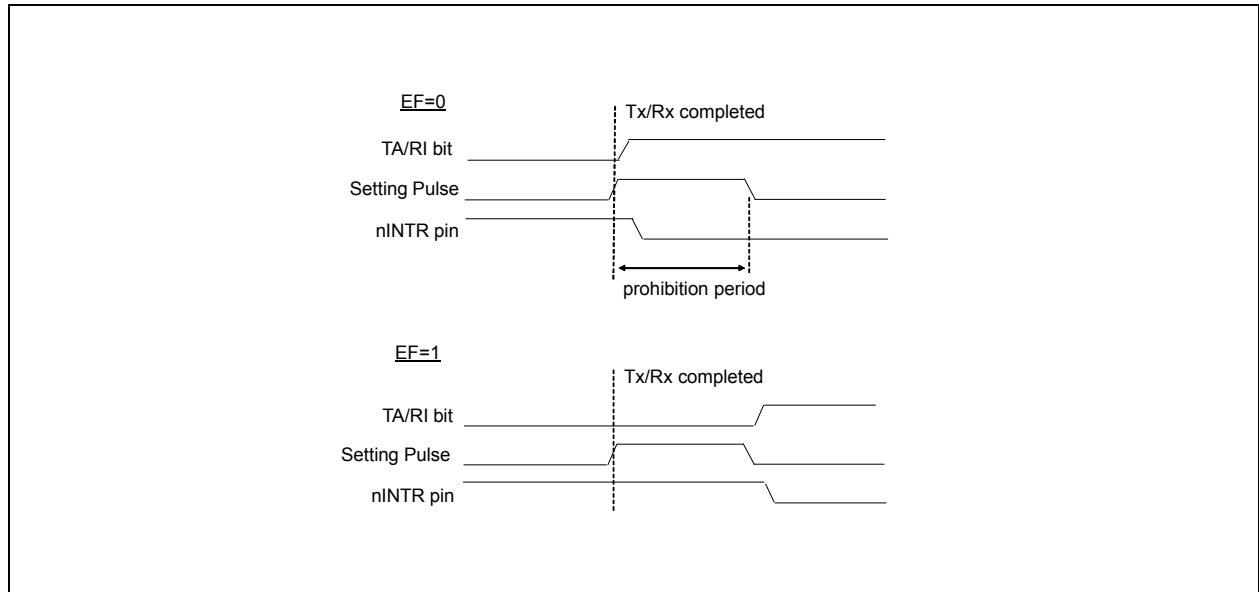 EF=0
Tx/Rx completed
TA/RI bit
Setting Pulse
nINTR pin
prohibition period
EF=1
Tx/Rx completed
TA/RI bit
Setting Pulse
nINTR pin